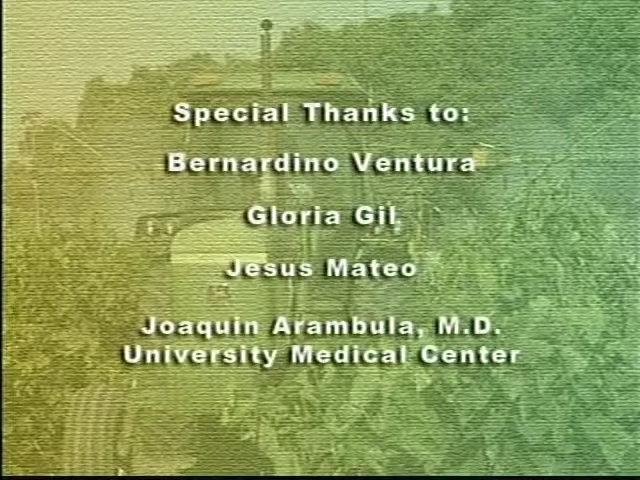 Special Thanks to:
Bernardino Ventura
Gloria Gil
Jesus Mateo
Joaquin Arambula, M.D.
University Medical Center